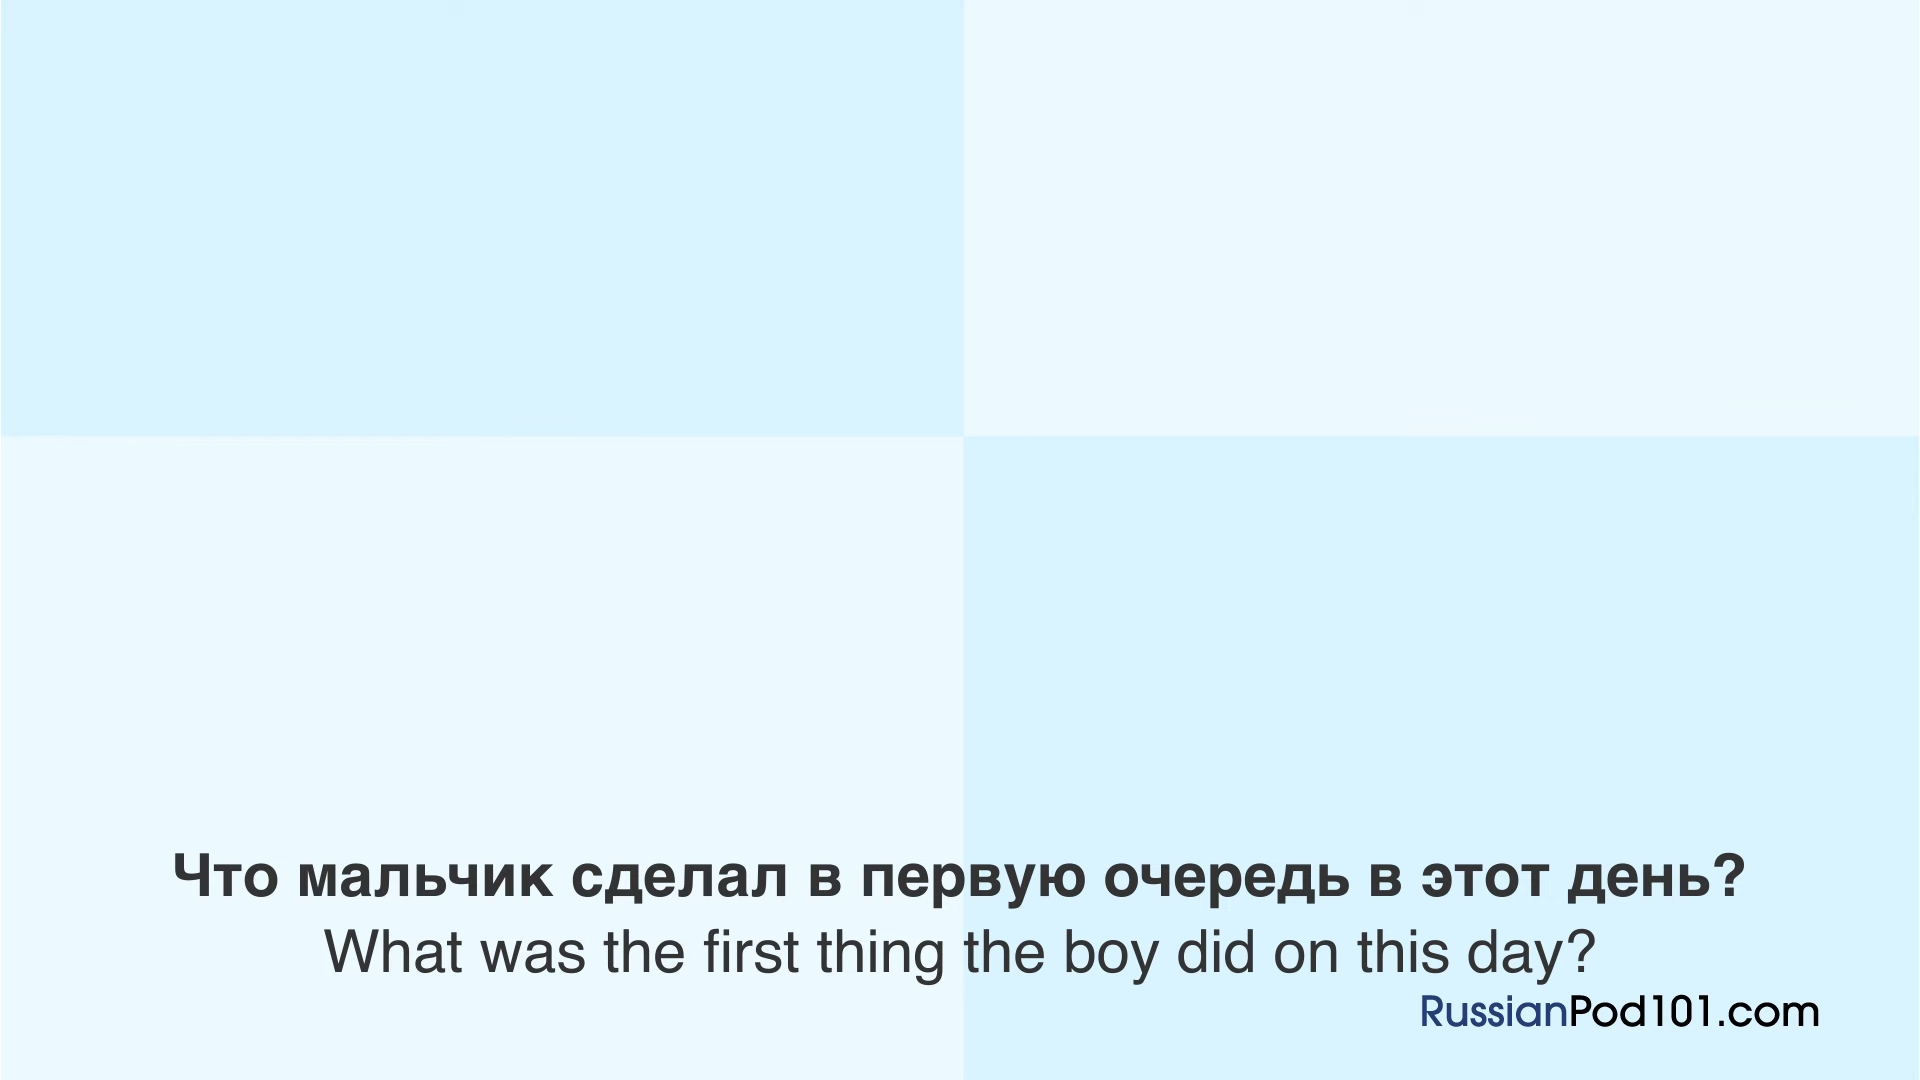 Что мальчик сделал в первую очередь в этот день?
What was the first thing the boy did on this day?
RussianPod101.com